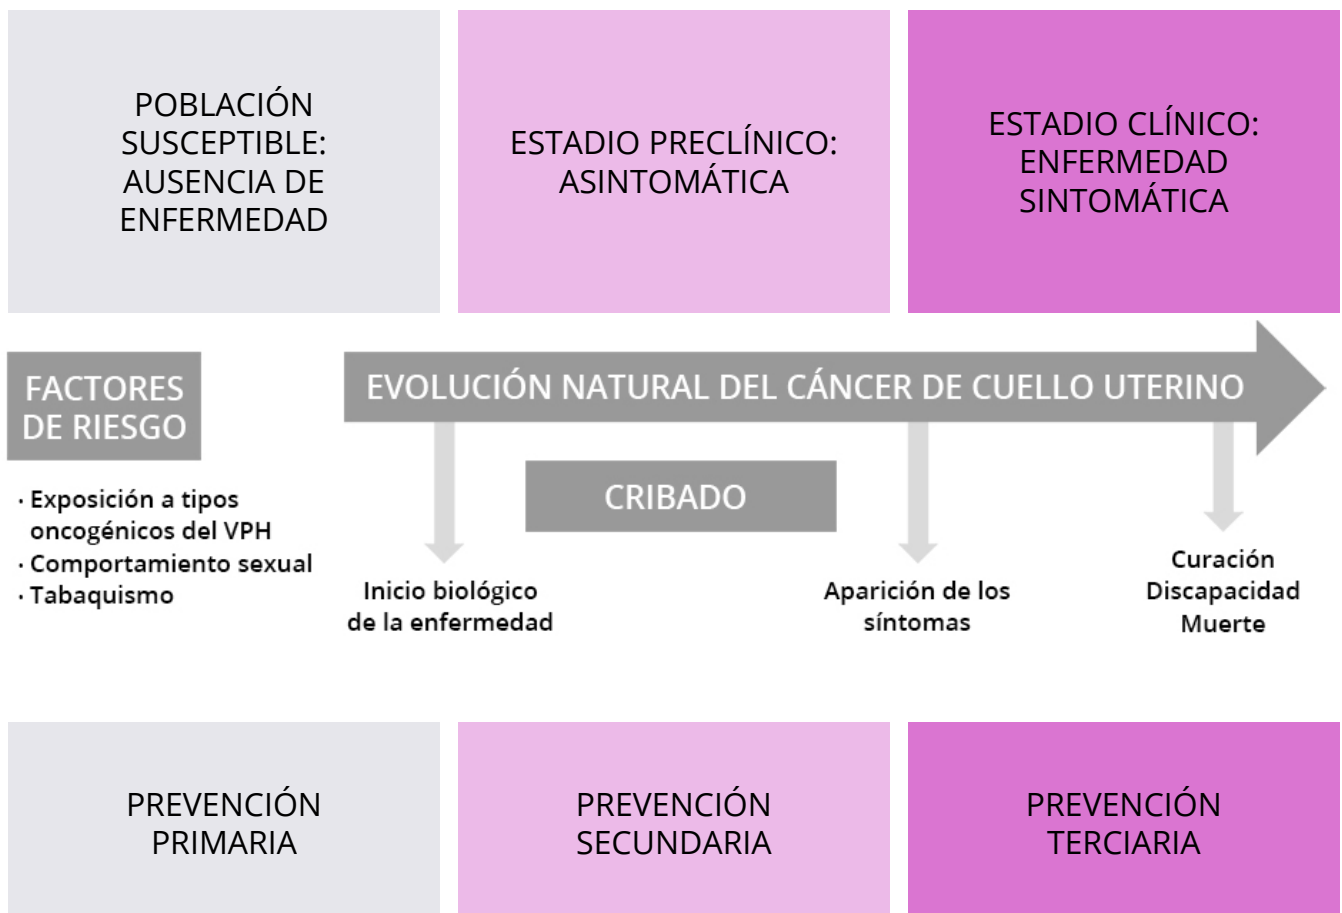 POBLACIÓN
SUSCEPTIBLE:
AUSENCIA DE
ENFERMEDAD
ESTADIO PRECLÍNICO:
ASINTOMÁTICA
ESTADIO CLÍNICO:
ENFERMEDAD
SINTOMÁTICA
FACTORES
DE RIESGO
EVOLUCIÓN NATURAL DEL CÁNCER DE CUELLO UTERINO
· Exposición a tipos
oncogénicos del VPH
· Comportamiento sexual
· Tabaquismo
CRIBADO
Inicio biológico
de la enfermedad
Aparición de los
síntomas
Curación
Discapacidad
Muerte
PREVENCIÓN
PRIMARIA
PREVENCIÓN
SECUNDARIA
PREVENCIÓN
TERCIARIA